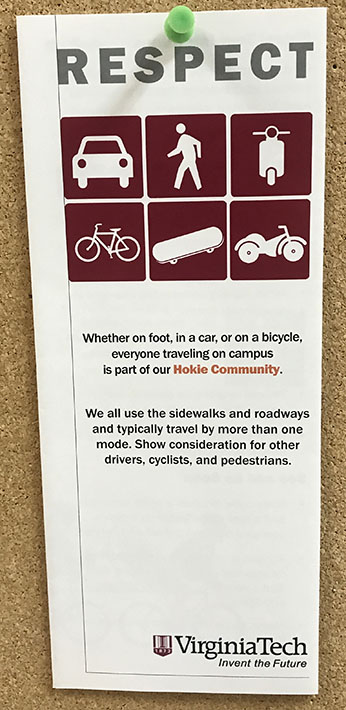 RESPECT
Whether on foot, in a car, or on a bicycle,
everyone traveling on campus
is part of our Hokie Community.
We all use the sidewalks and roadways
and typically travel by more than one
mode. Show consideration for other
drivers, cyclists, and pedestrians.
VirginiaTech
Invent the Future